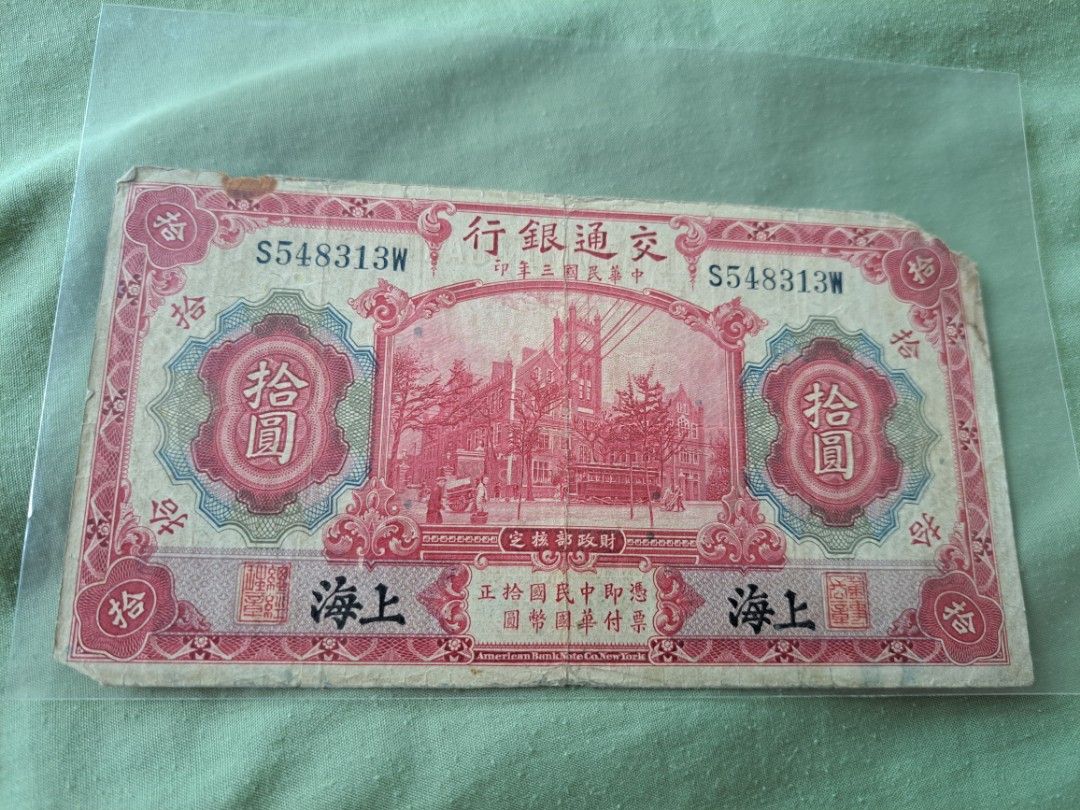 交通銀行
中華民國三年印
S548313W
S548313W
拾
拾
拾
拾
拾圓
拾圓
拾
拾
財政部核定
憑票即付中華民國國幣拾圓正
上海
上海
拾
拾
American Bank Note Co. New York